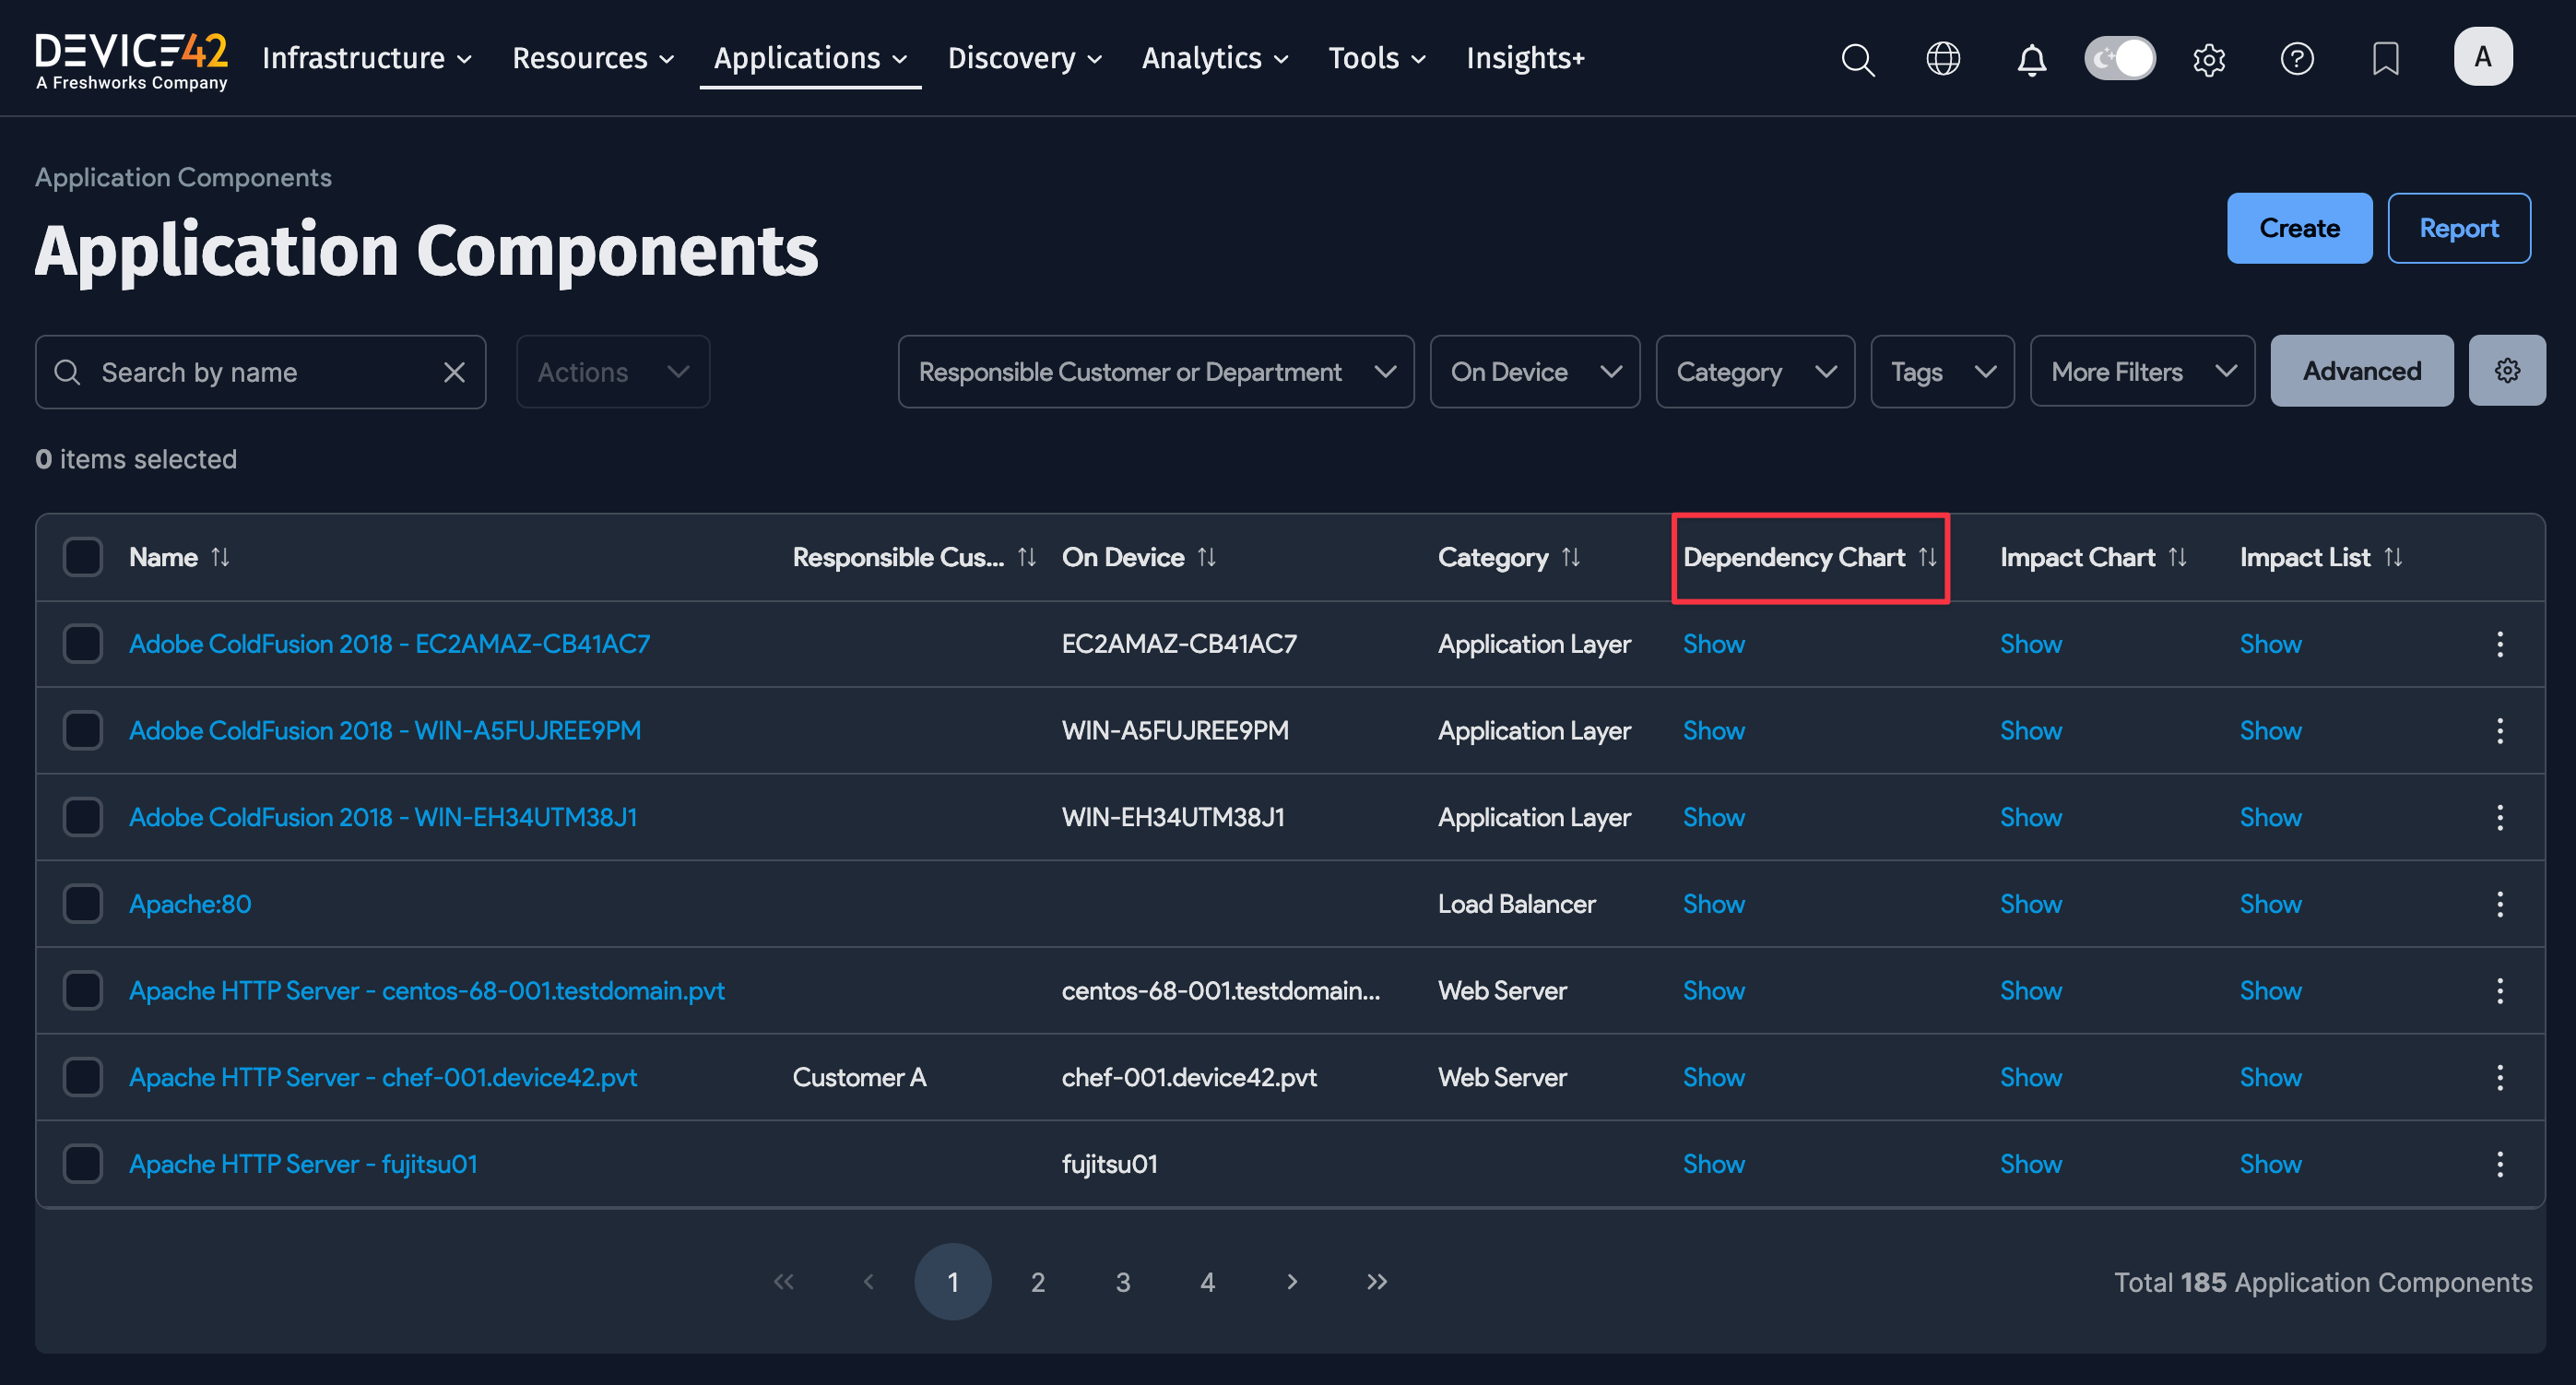 DEVICE42
A Freshworks Company
Infrastructure Resources Applications Discovery Analytics Tools Insights+
A
Application Components
Application Components
Create Report
Search by name Actions Responsible Customer or Department On Device Category Tags More Filters Advanced
0 items selected
Name Responsible Cus... On Device Category Dependency Chart Impact Chart Impact List
Adobe ColdFusion 2018 - EC2AMAZ-CB41AC7 EC2AMAZ-CB41AC7 Application Layer Show Show Show
Adobe ColdFusion 2018 - WIN-A5FUJREE9PM WIN-A5FUJREE9PM Application Layer Show Show Show
Adobe ColdFusion 2018 - WIN-EH34UTM38J1 WIN-EH34UTM38J1 Application Layer Show Show Show
Apache:80 Load Balancer Show Show Show
Apache HTTP Server - centos-68-001.testdomain.pvt centos-68-001.testdomain... Web Server Show Show Show
Apache HTTP Server - chef-001.device42.pvt Customer A chef-001.device42.pvt Web Server Show Show Show
Apache HTTP Server - fujitsu01 fujitsu01 Show Show Show
1 2 3 4 Total 185 Application Components